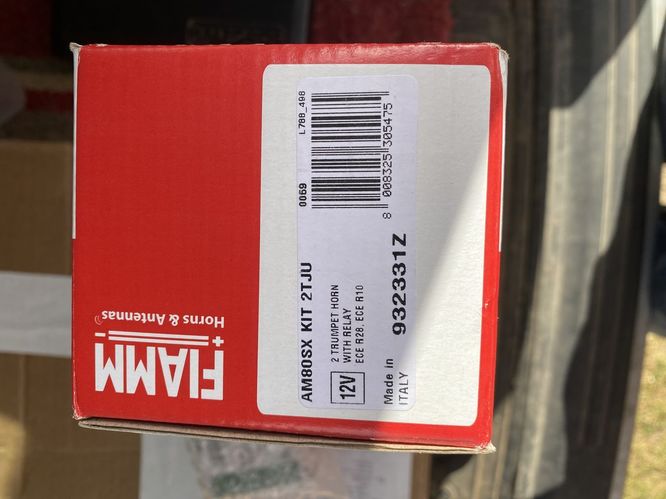 FIAMM
Horns & Antennas®
AM80SX KIT 2TJU
12V
2 TRUMPET HORN
WITH RELAY
ECE R28, ECE R10
Made in
ITALY
932331Z
0069
L788_498
8 008325 305475